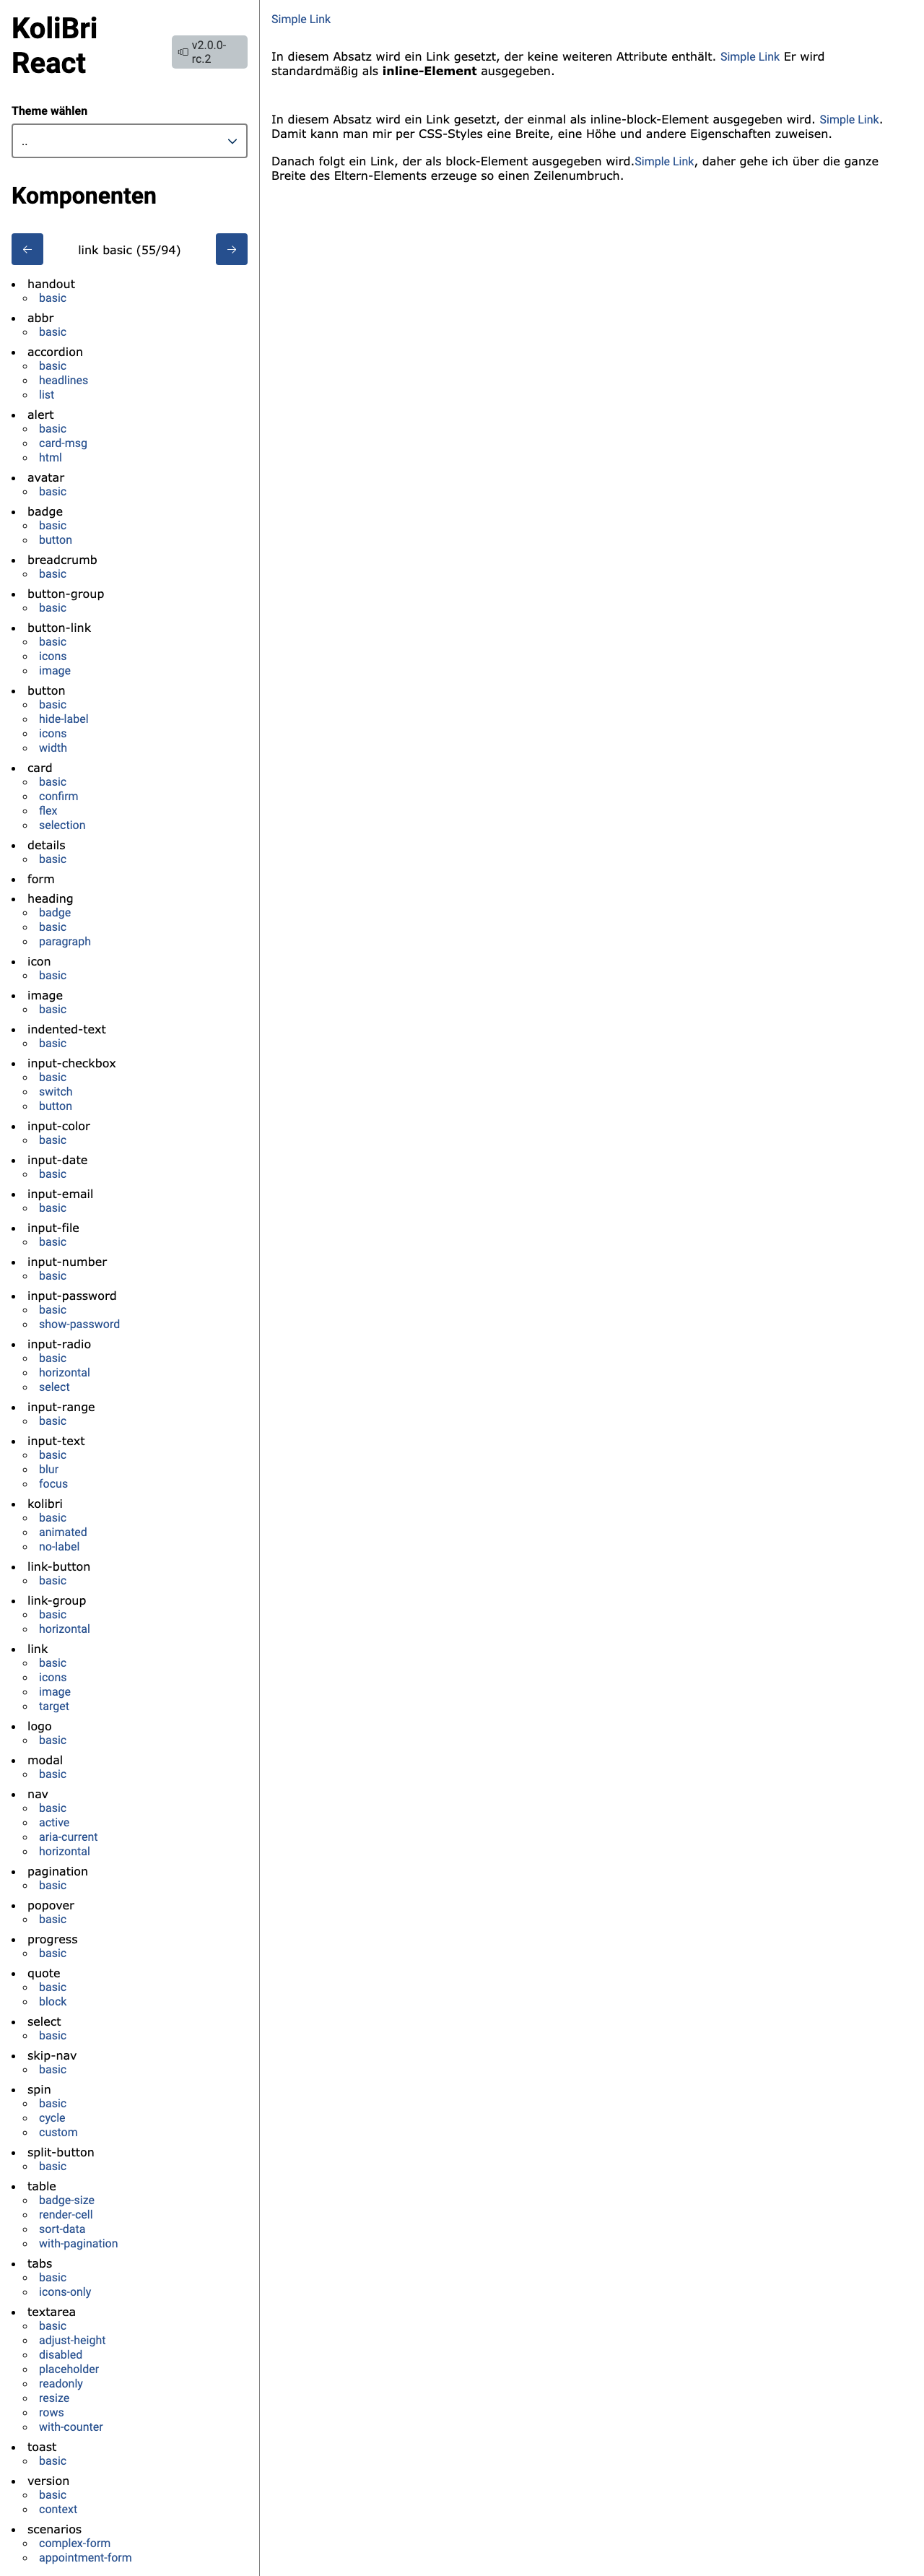 KoliBri
React
v2.0.0-
rc.2
Theme wählen
..
Komponenten
link basic (55/94)
handout
basic
abbr
basic
accordion
basic
headlines
list
alert
basic
card-msg
html
avatar
basic
badge
basic
button
breadcrumb
basic
button-group
basic
button-link
basic
icons
image
button
basic
hide-label
icons
width
card
basic
confirm
flex
selection
details
basic
form
heading
badge
basic
paragraph
icon
basic
image
basic
indented-text
basic
input-checkbox
basic
switch
button
input-color
basic
input-date
basic
input-email
basic
input-file
basic
input-number
basic
input-password
basic
show-password
input-radio
basic
horizontal
select
input-range
basic
input-text
basic
blur
focus
kolibri
basic
animated
no-label
link-button
basic
link-group
basic
horizontal
link
basic
icons
image
target
logo
basic
modal
basic
nav
basic
active
aria-current
horizontal
pagination
basic
popover
basic
progress
basic
quote
basic
block
select
basic
skip-nav
basic
spin
basic
cycle
custom
split-button
basic
table
badge-size
render-cell
sort-data
with-pagination
tabs
basic
icons-only
textarea
basic
adjust-height
disabled
placeholder
readonly
resize
rows
with-counter
toast
basic
version
basic
context
scenarios
complex-form
appointment-form
Simple Link
In diesem Absatz wird ein Link gesetzt, der keine weiteren Attribute enthält. Simple Link Er wird
standardmäßig als inline-Element ausgegeben.
In diesem Absatz wird ein Link gesetzt, der einmal als inline-block-Element ausgegeben wird. Simple Link.
Damit kann man mir per CSS-Styles eine Breite, eine Höhe und andere Eigenschaften zuweisen.
Danach folgt ein Link, der als block-Element ausgegeben wird.Simple Link, daher gehe ich über die ganze
Breite des Eltern-Elements erzeuge so einen Zeilenumbruch.